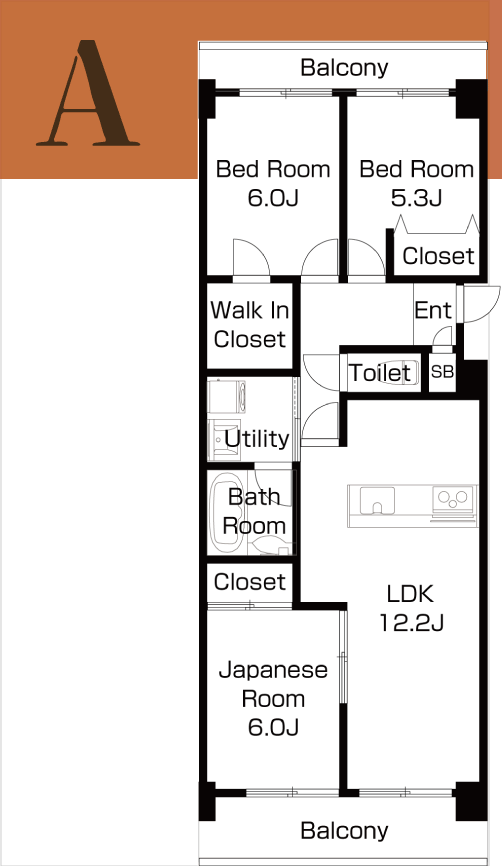 A
Balcony
Bed Room
6.0J
Bed Room
5.3J
Closet
Walk In
Closet
Ent
Toilet
SB
Utility
Bath
Room
Closet
LDK
12.2J
Japanese
Room
6.0J
Balcony